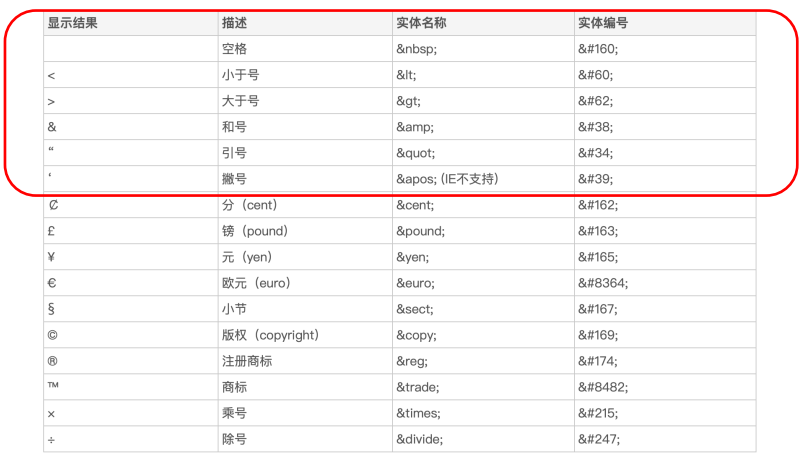 显示结果 描述 实体名称 实体编号
空格 &nbsp; &#160;
< 小于号 &lt; &#60;
> 大于号 &gt; &#62;
& 和号 &amp; &#38;
“ 引号 &quot; &#34;
‘ 撇号 &apos; (IE不支持) &#39;
₡ 分（cent） &cent; &#162;
£ 镑（pound） &pound; &#163;
¥ 元（yen） &yen; &#165;
€ 欧元（euro） &euro; &#8364;
§ 小节 &sect; &#167;
© 版权（copyright） &copy; &#169;
® 注册商标 &reg; &#174;
™ 商标 &trade; &#8482;
× 乘号 &times; &#215;
÷ 除号 &divide; &#247;